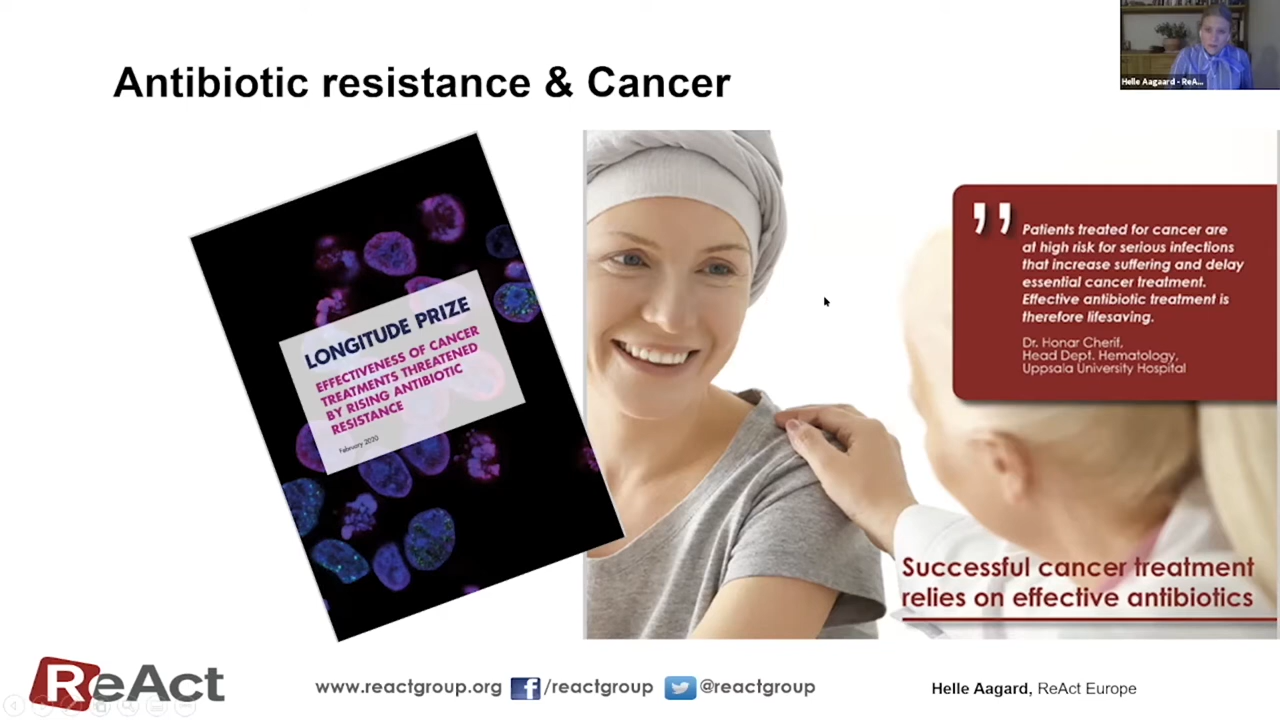 Antibiotic resistance & Cancer
Helle Aagaard - ReA...
LONGITUDE PRIZE
EFFECTIVENESS OF CANCER
TREATMENTS THREATENED
BY RISING ANTIBIOTIC
RESISTANCE
February 2020
’’
Patients treated for cancer are
at high risk for serious infections
that increase suffering and delay
essential cancer treatment.
Effective antibiotic treatment is
therefore lifesaving.
Dr. Honar Cherif,
Head Dept. Hematology,
Uppsala University Hospital
Successful cancer treatment
relies on effective antibiotics
ReAct
www.reactgroup.org f /reactgroup @reactgroup
Helle Aagard, ReAct Europe